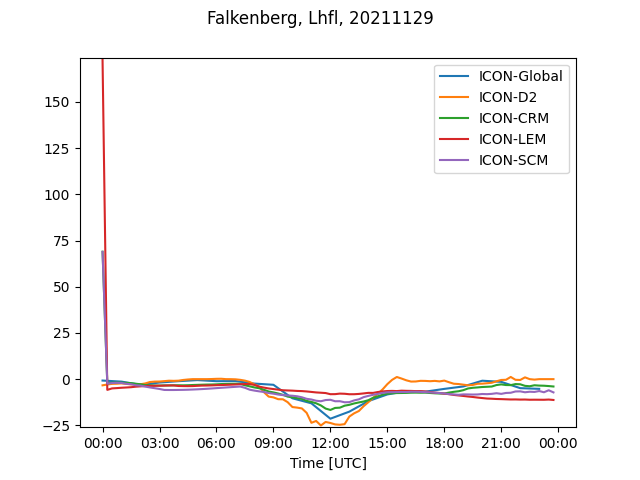 Falkenberg, Lhfl, 20211129
ICON-Global
ICON-D2
ICON-CRM
ICON-LEM
ICON-SCM
150
125
100
75
50
25
0
−25
00:00 03:00 06:00 09:00 12:00 15:00 18:00 21:00 00:00
Time [UTC]